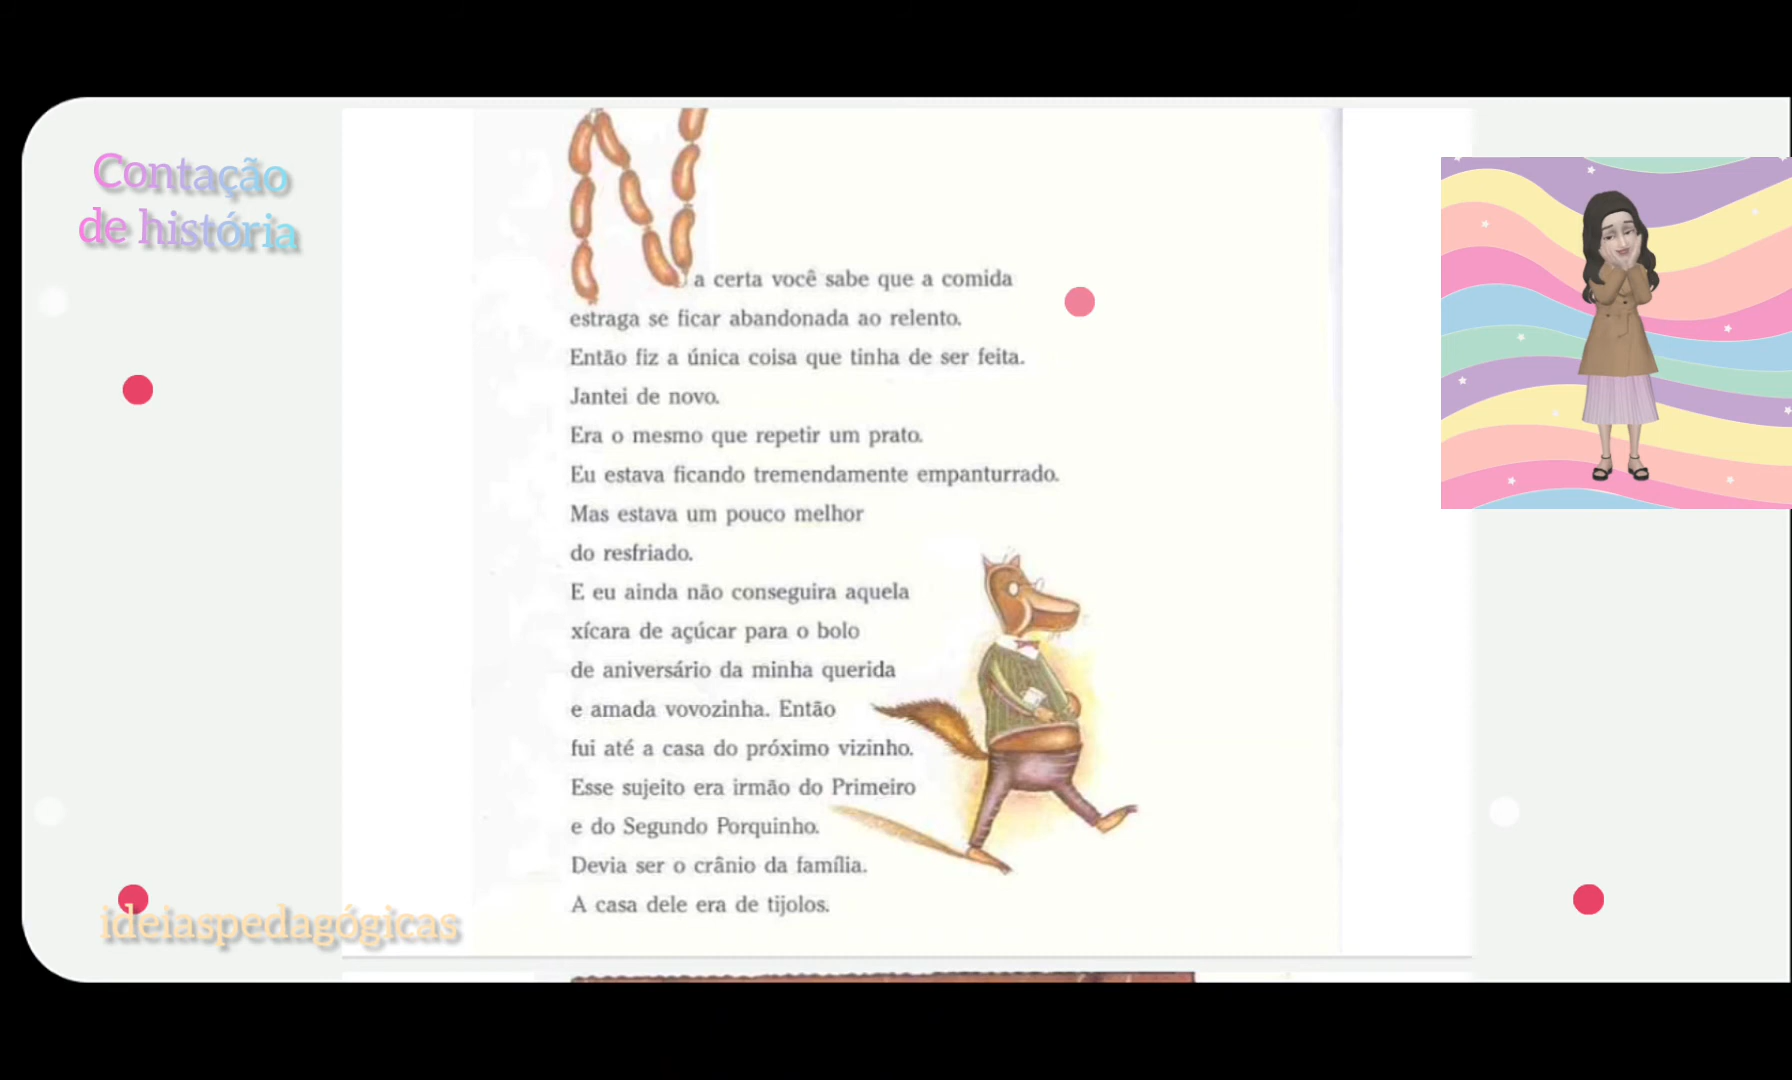 Contação
de história
Na certa você sabe que a comida
estraga se ficar abandonada ao relento.
Então fiz a única coisa que tinha de ser feita.
Jantei de novo.
Era o mesmo que repetir um prato.
Eu estava ficando tremendamente empanturrado.
Mas estava um pouco melhor
do resfriado.
E eu ainda não conseguira aquela
xícara de açúcar para o bolo
de aniversário da minha querida
e amada vovozinha. Então
fui até a casa do próximo vizinho.
Esse sujeito era irmão do Primeiro
e do Segundo Porquinho.
Devia ser o crânio da família.
A casa dele era de tijolos.
ideiaspedagógicas